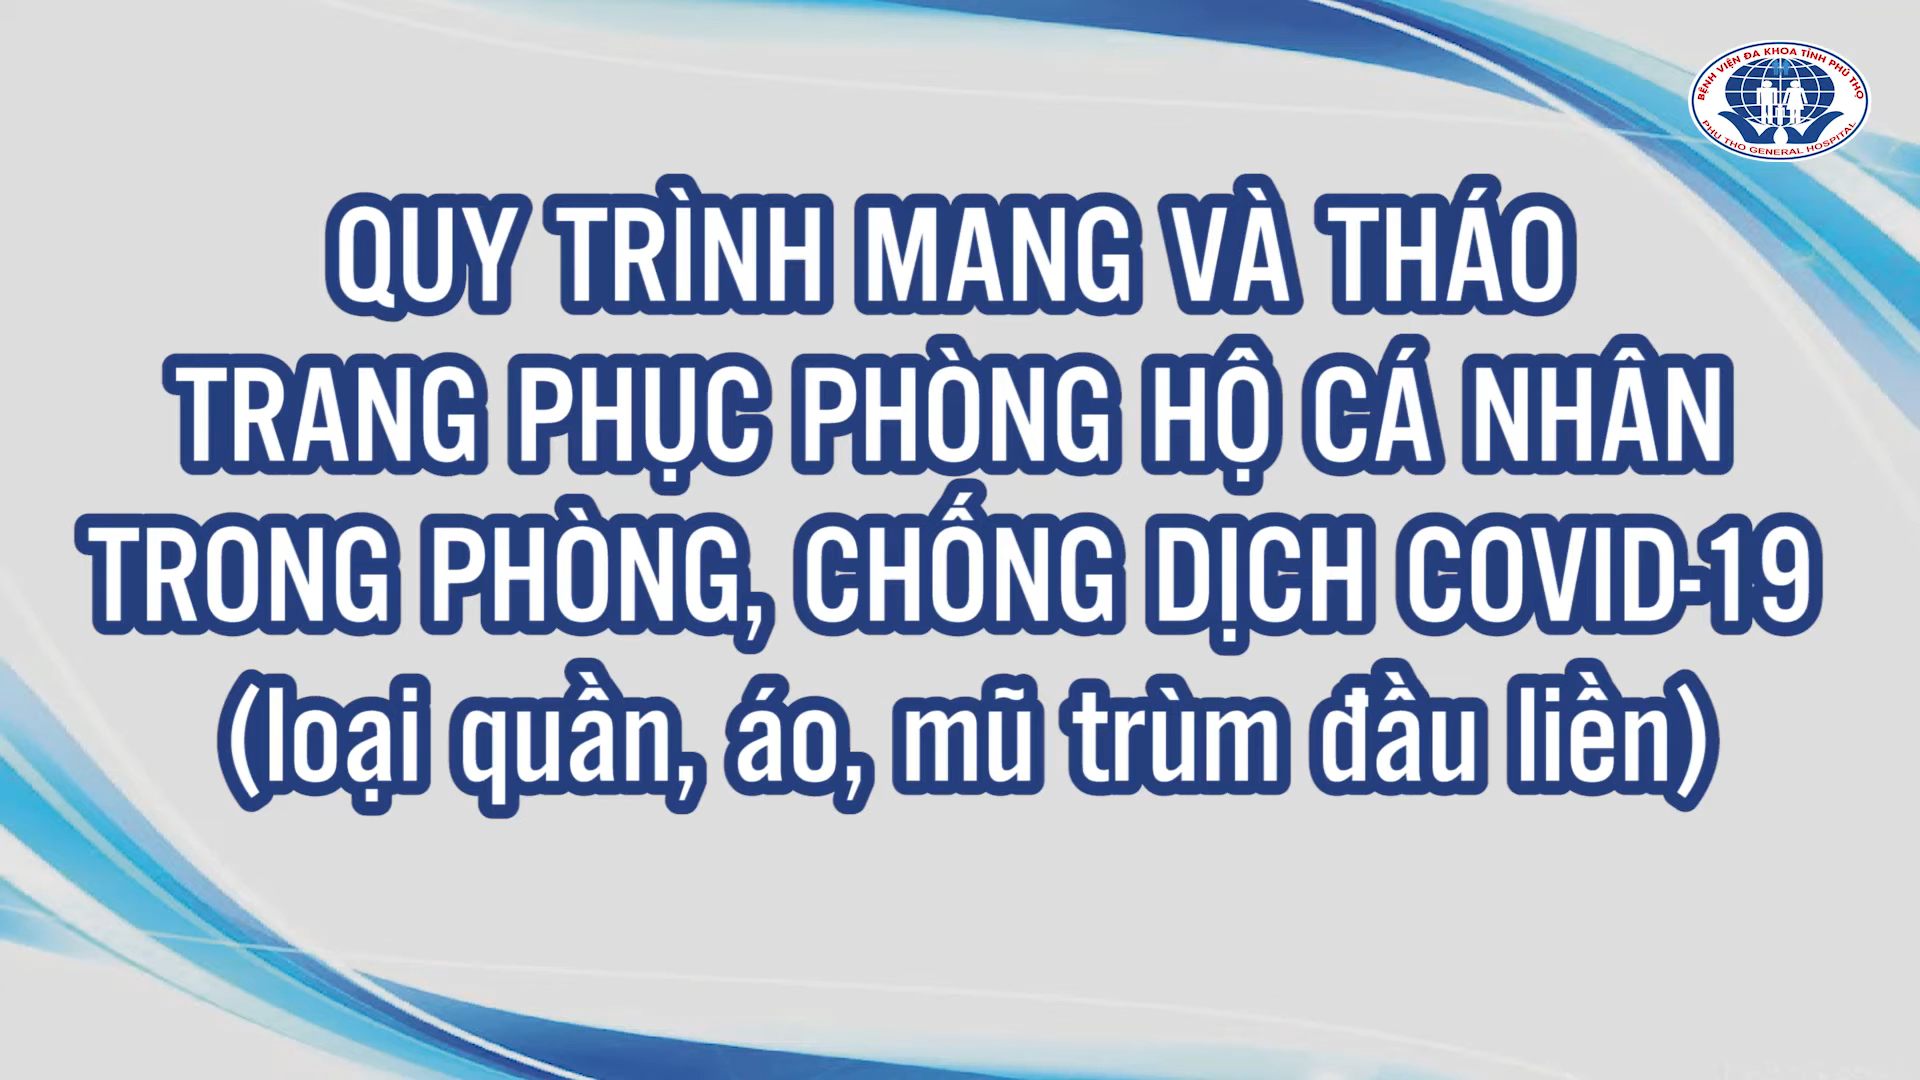 BỆNH VIỆN ĐA KHOA TỈNH PHÚ THỌ
PHU THO GENERAL HOSPITAL
QUY TRÌNH MANG VÀ THÁO
TRANG PHỤC PHÒNG HỘ CÁ NHÂN
TRONG PHÒNG, CHỐNG DỊCH COVID-19
(loại quần, áo, mũ trùm đầu liền)